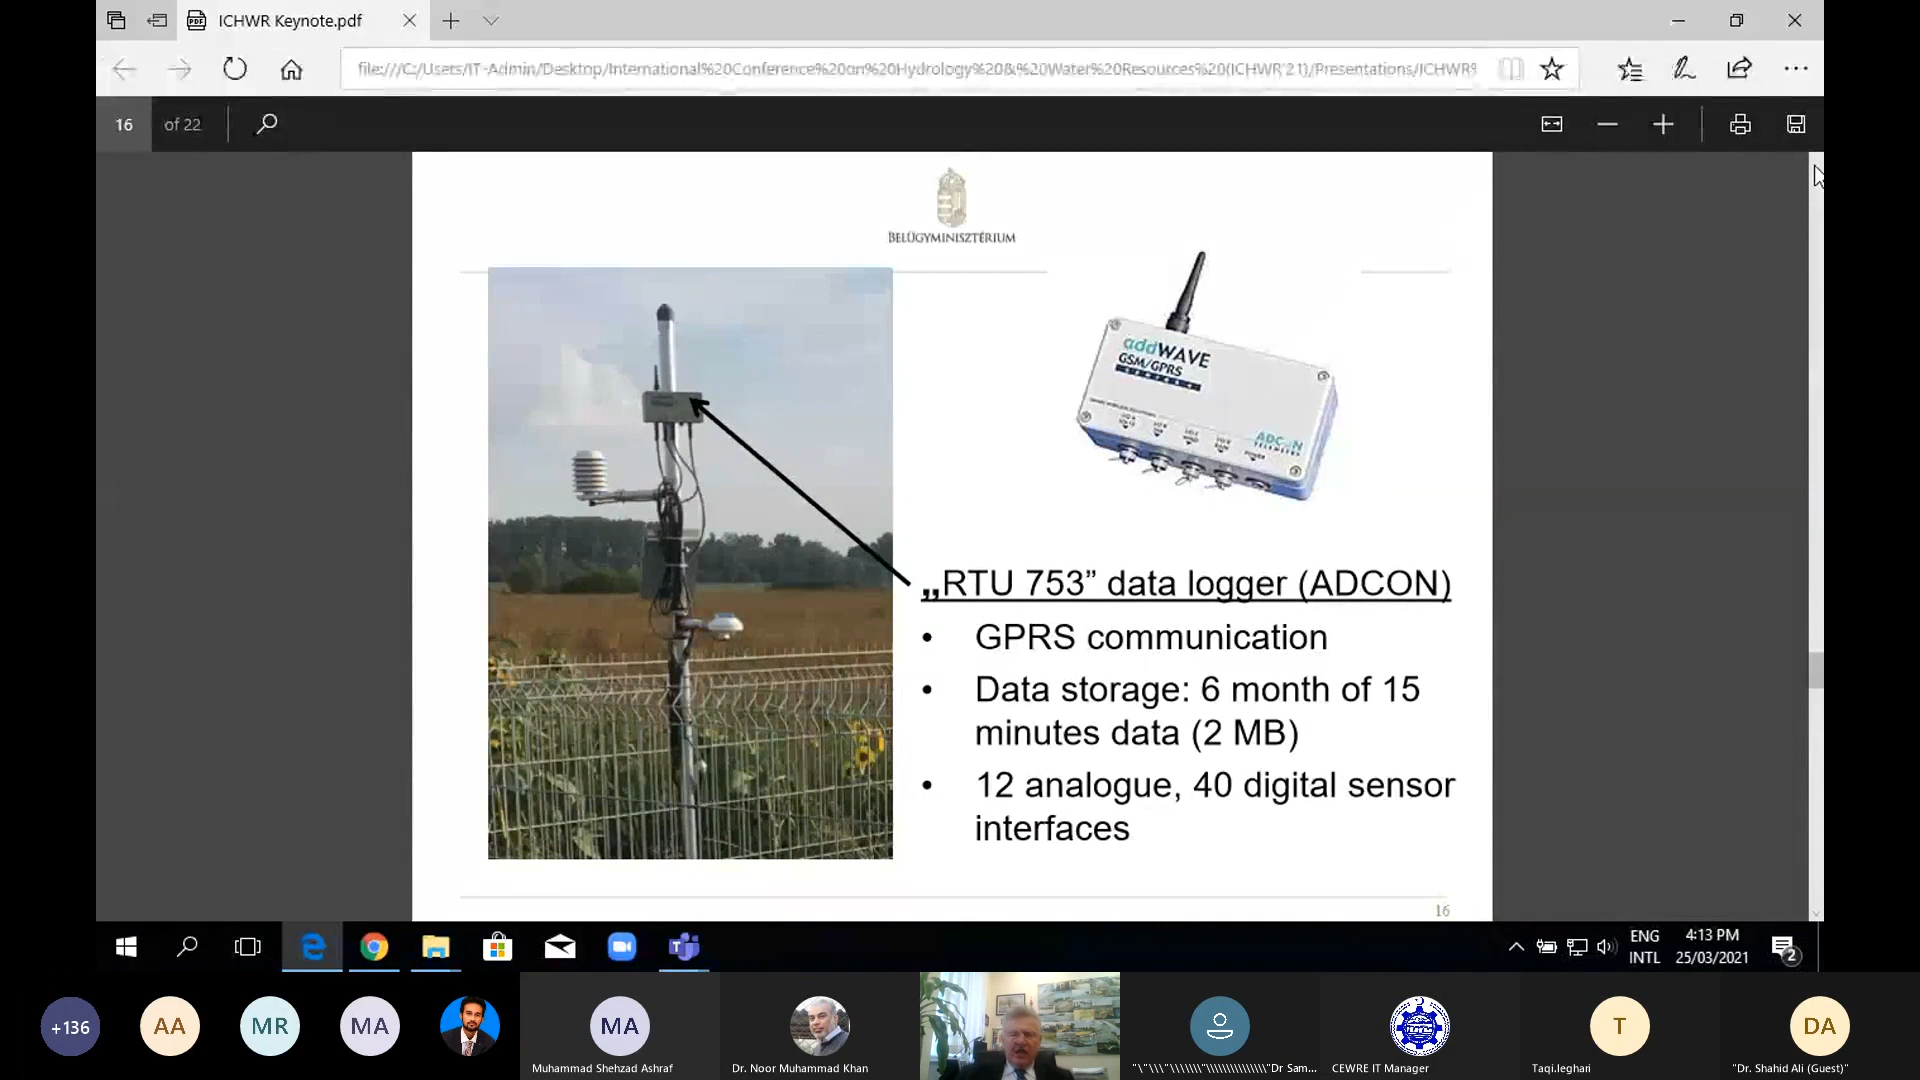 ICHWR Keynote.pdf
file:///C:/Users/IT-Admin/Desktop/International%20Conference%20on%20Hydrology%20&%20Water%20Resources%20(ICHWR'21)/Presentations/ICHWR%
16 of 22
BELÜGYMINISZTÉRIUM
addWAVE
GSM/GPRS
ADCON
TELEMETRY
POWER
„RTU 753” data logger (ADCON)
• GPRS communication
• Data storage: 6 month of 15
minutes data (2 MB)
• 12 analogue, 40 digital sensor
interfaces
16
ENG
INTL
4:13 PM
25/03/2021
2
+136
AA
MR
MA
MA
Muhammad Shehzad Ashraf
Dr. Noor Muhammad Khan
"\"\\\"\\\\\\\"\\\\\\\\\\\\\\\"Dr Sam...
CEWRE IT Manager
T
Taqi.leghari
DA
"Dr. Shahid Ali (Guest)"